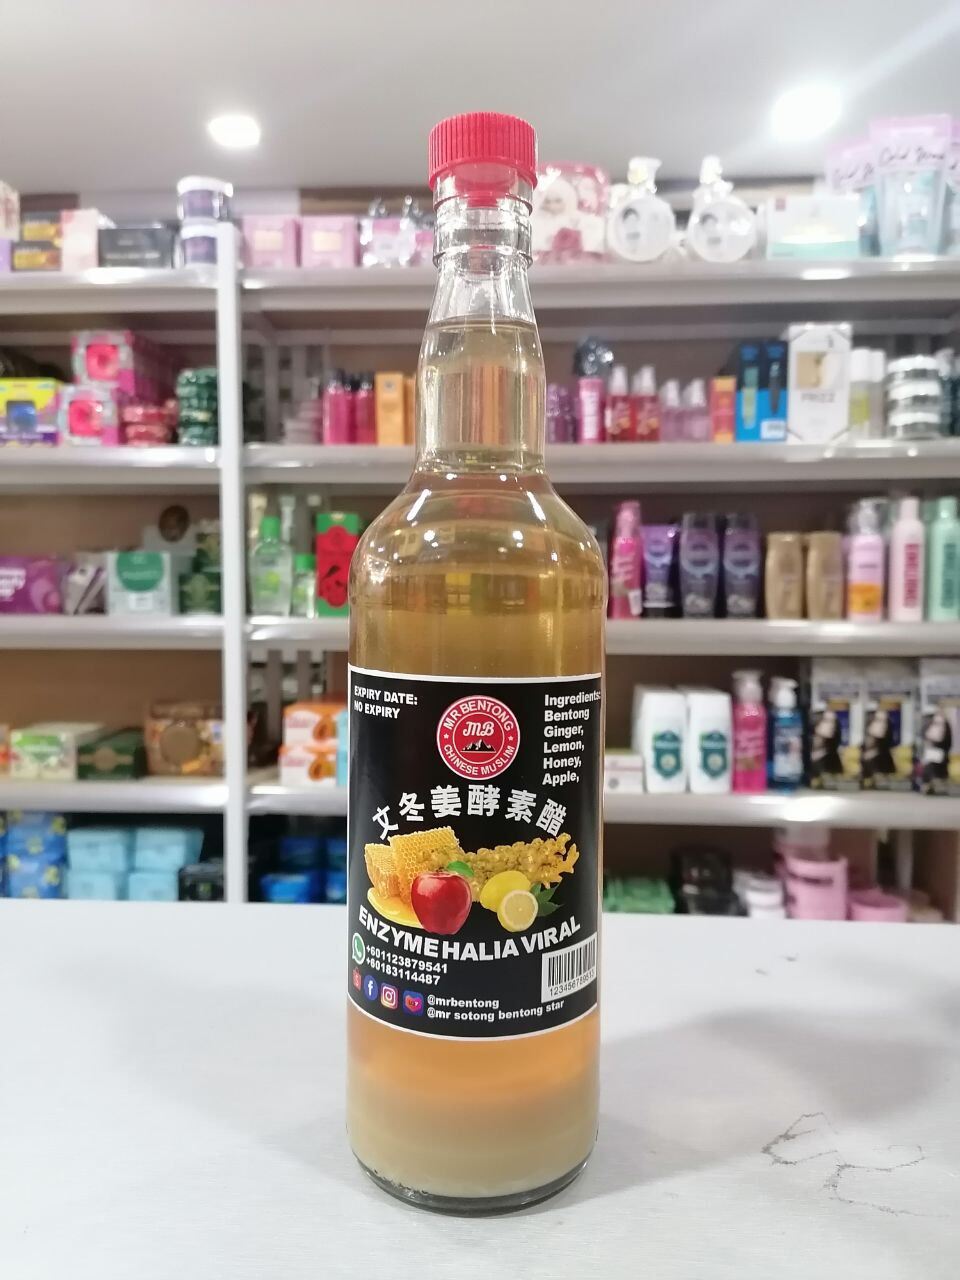 EXPIRY DATE:
NO EXPIRY
MR BENTONG
MB
CHINESE MUSLIM
Ingredients:
Bentong
Ginger,
Lemon,
Honey,
Apple,
文冬姜酵素醋
ENZYME HALIA VIRAL
+601123879541
+60183114487
@mrbentong
@mr sotong bentong star